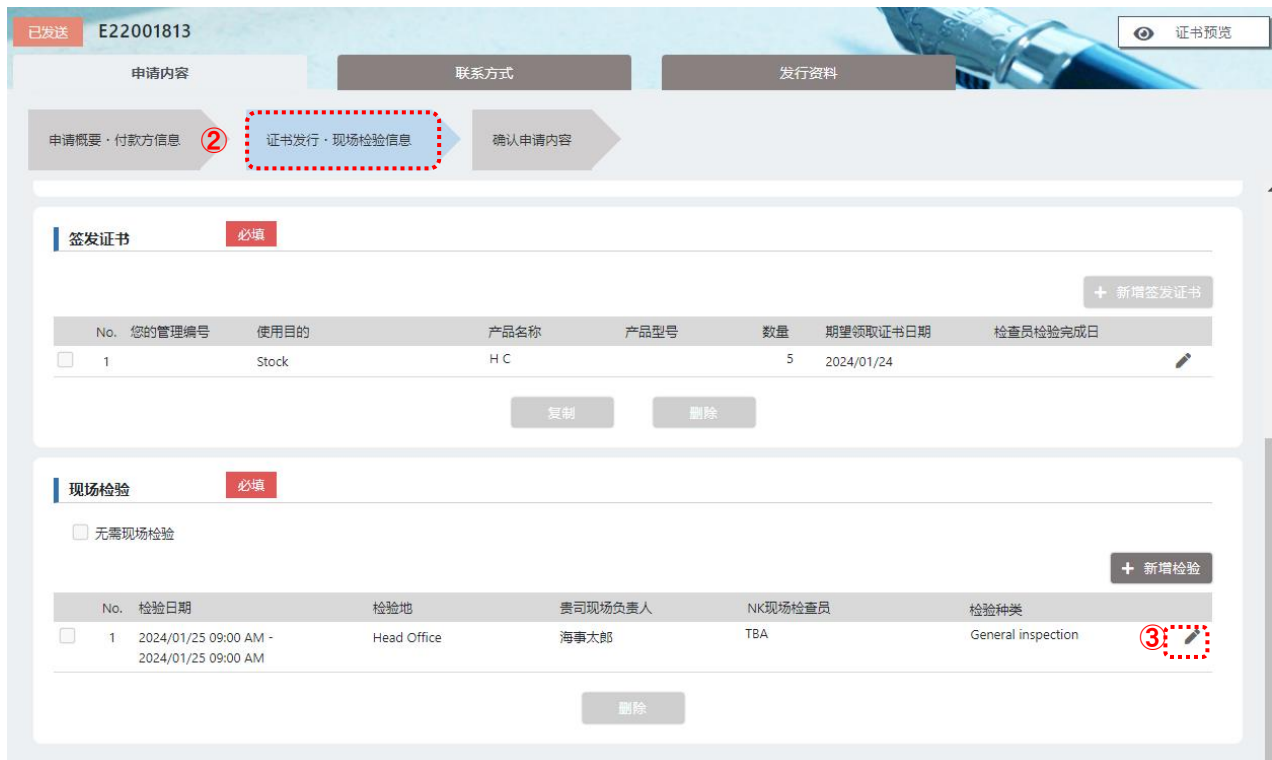 已发送 E22001813
证书预览
申请内容 联系方式 发行资料
申请概要・付款方信息 ② 证书发行・现场检验信息 确认申请内容
签发证书 必填
+ 新增签发证书
No. 您的管理编号 使用目的 产品名称 产品型号 数量 期望领取证书日期 检查员检验完成日
1 Stock H C 5 2024/01/24
复制 删除
现场检验 必填
无需现场检验
+ 新增检验
No. 检验日期 检验地 贵司现场负责人 NK现场检查员 检验种类
1 2024/01/25 09:00 AM - Head Office 海事太郎 TBA General inspection ③
2024/01/25 09:00 AM
删除